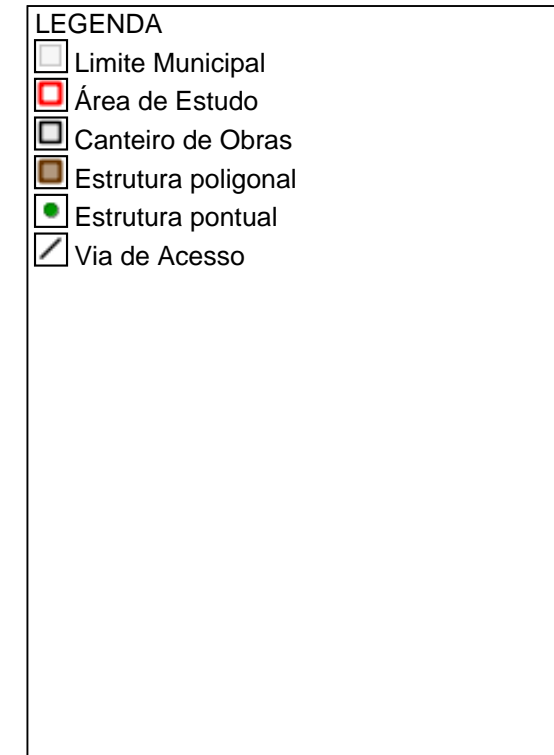 LEGENDA
Limite Municipal
Área de Estudo
Canteiro de Obras
Estrutura poligonal
Estrutura pontual
Via de Acesso